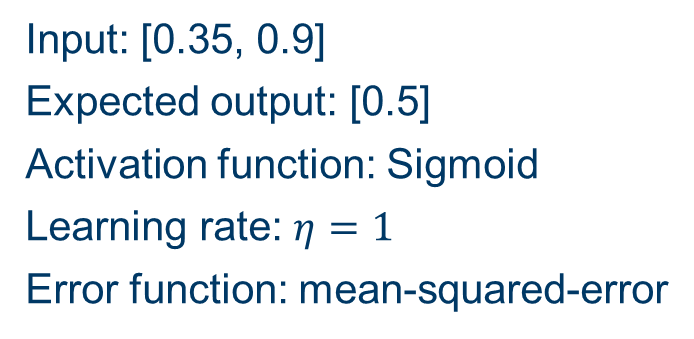 Input: [0.35, 0.9]
Expected output: [0.5]
Activation function: Sigmoid
Learning rate: η = 1
Error function: mean-squared-error